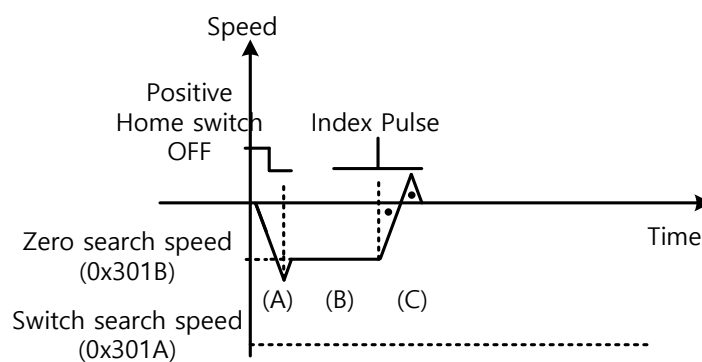 Speed
Positive
Home switch
OFF
Index Pulse
Time
Zero search speed
(0x301B)
(A)
(B)
(C)
Switch search speed
(0x301A)